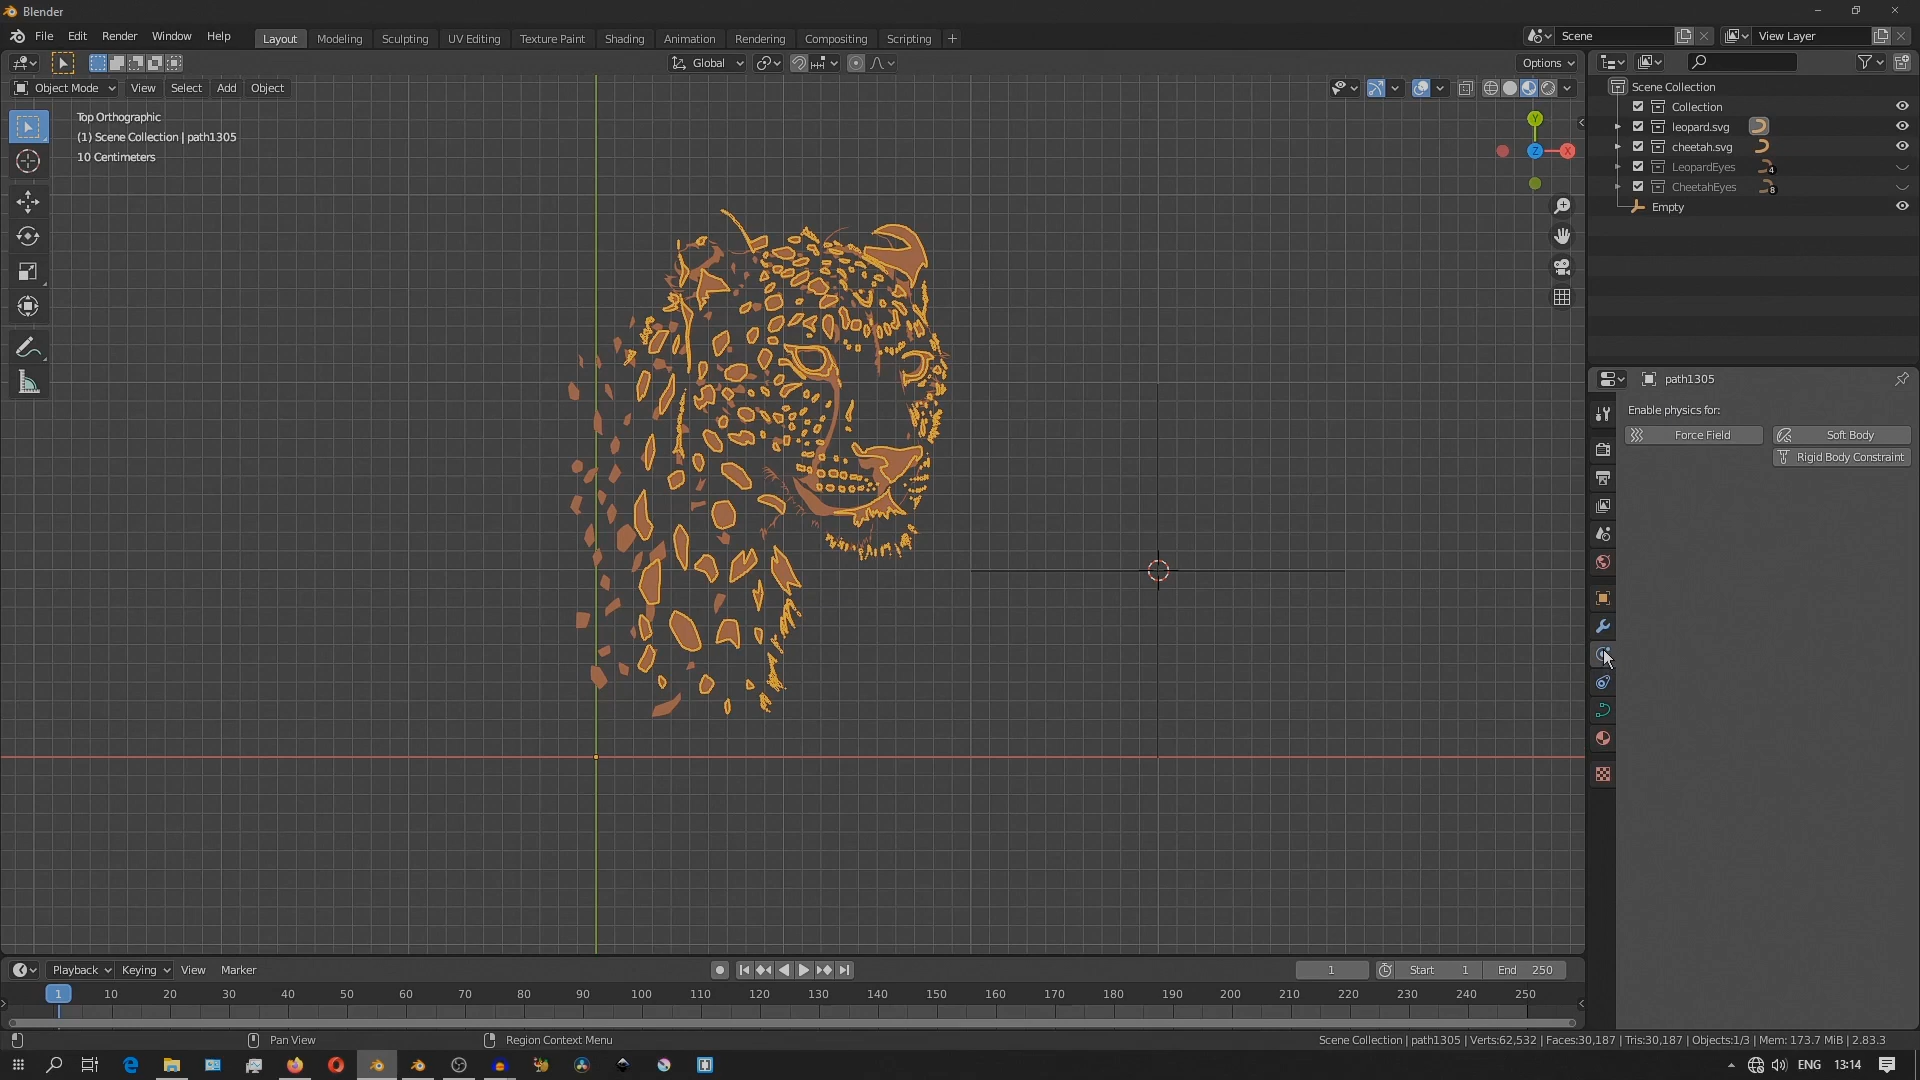 Blender
File Edit Render Window Help
Layout Modeling Sculpting UV Editing Texture Paint Shading Animation Rendering Compositing Scripting +
Scene
View Layer
Global
Options
Object Mode View Select Add Object
Top Orthographic
(1) Scene Collection | path1305
10 Centimeters
Y
Z
X
Scene Collection
Collection
leopard.svg
cheetah.svg
LeopardEyes 4
CheetahEyes 8
Empty
path1305
Enable physics for:
Force Field
Soft Body
Rigid Body Constraint
Playback Keying View Marker
1
Start 1
End 250
1 10 20 30 40 50 60 70 80 90 100 110 120 130 140 150 160 170 180 190 200 210 220 230 240 250
Pan View
Region Context Menu
Scene Collection | path1305 | Verts:62,532 | Faces:30,187 | Tris:30,187 | Objects:1/3 | Mem: 173.7 MiB | 2.83.3
ENG
13:14